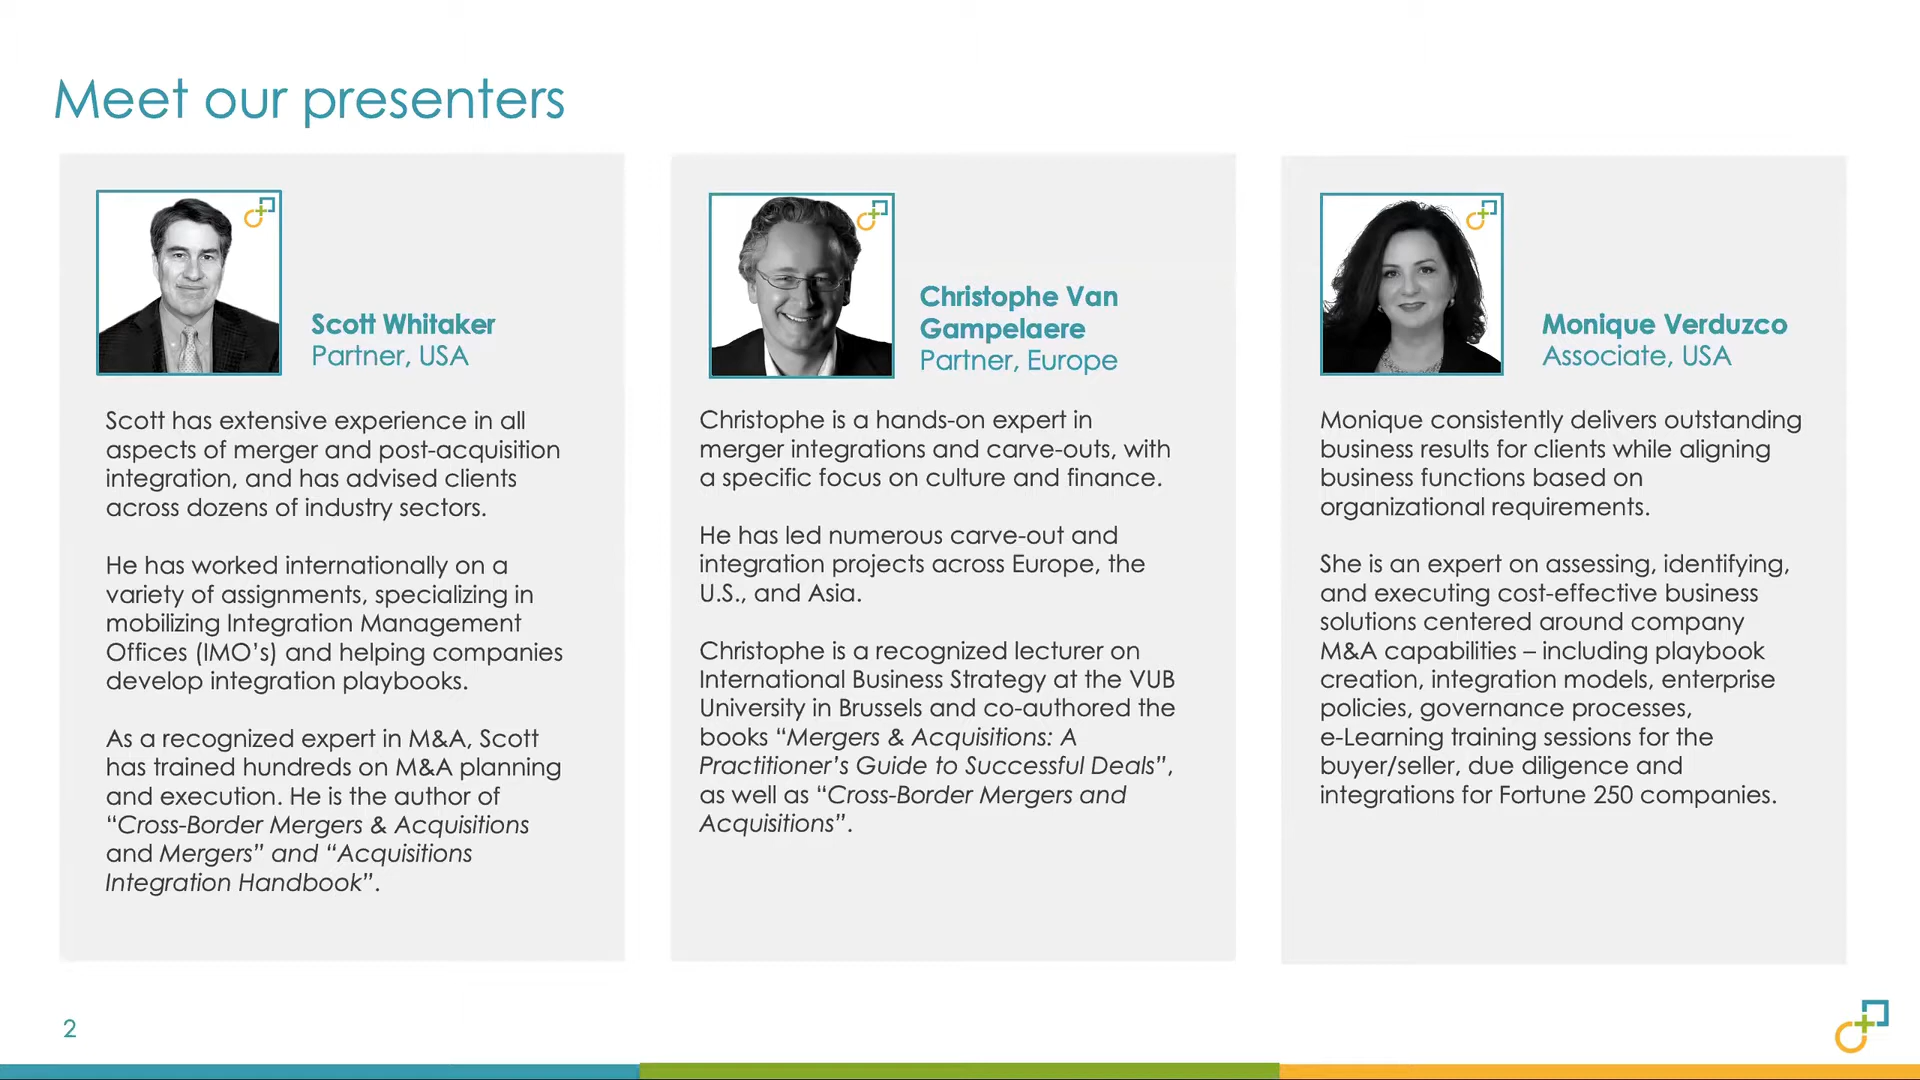 Meet our presenters
Scott Whitaker
Partner, USA
Scott has extensive experience in all
aspects of merger and post-acquisition
integration, and has advised clients
across dozens of industry sectors.
He has worked internationally on a
variety of assignments, specializing in
mobilizing Integration Management
Offices (IMO’s) and helping companies
develop integration playbooks.
As a recognized expert in M&A, Scott
has trained hundreds on M&A planning
and execution. He is the author of
“Cross-Border Mergers & Acquisitions
and Mergers” and “Acquisitions
Integration Handbook”.
Christophe Van
Gampelaere
Partner, Europe
Christophe is a hands-on expert in
merger integrations and carve-outs, with
a specific focus on culture and finance.
He has led numerous carve-out and
integration projects across Europe, the
U.S., and Asia.
Christophe is a recognized lecturer on
International Business Strategy at the VUB
University in Brussels and co-authored the
books “Mergers & Acquisitions: A
Practitioner’s Guide to Successful Deals”,
as well as “Cross-Border Mergers and
Acquisitions”.
Monique Verduzco
Associate, USA
Monique consistently delivers outstanding
business results for clients while aligning
business functions based on
organizational requirements.
She is an expert on assessing, identifying,
and executing cost-effective business
solutions centered around company
M&A capabilities – including playbook
creation, integration models, enterprise
policies, governance processes,
e-Learning training sessions for the
buyer/seller, due diligence and
integrations for Fortune 250 companies.
2